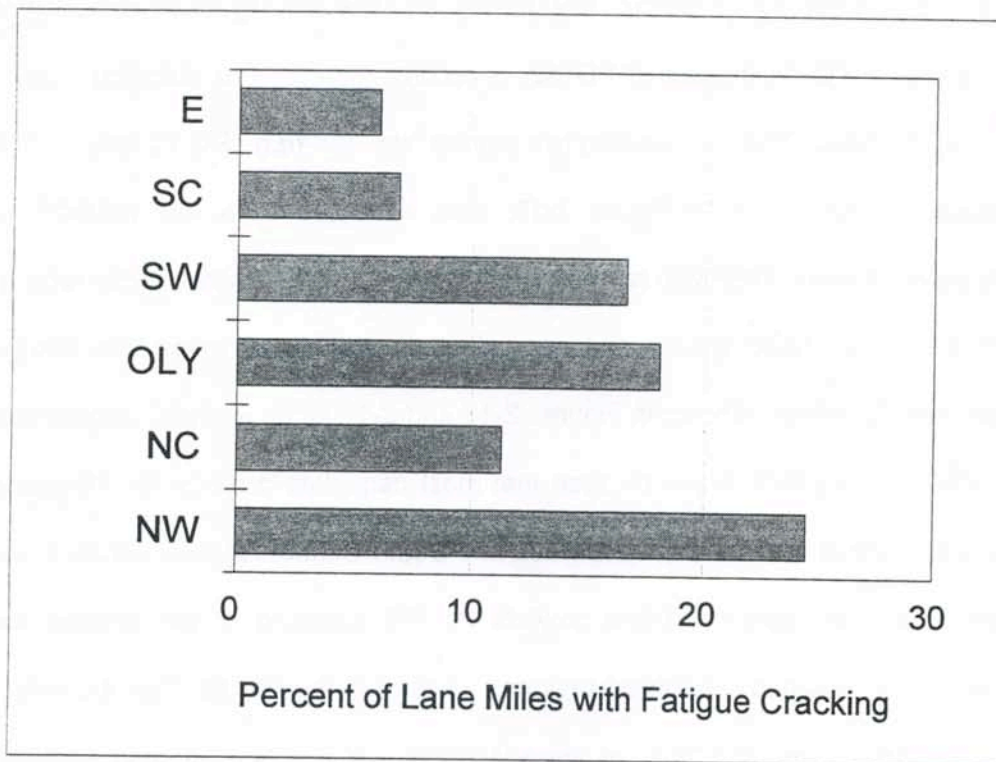 E
SC
SW
OLY
NC
NW
0 10 20 30
Percent of Lane Miles with Fatigue Cracking